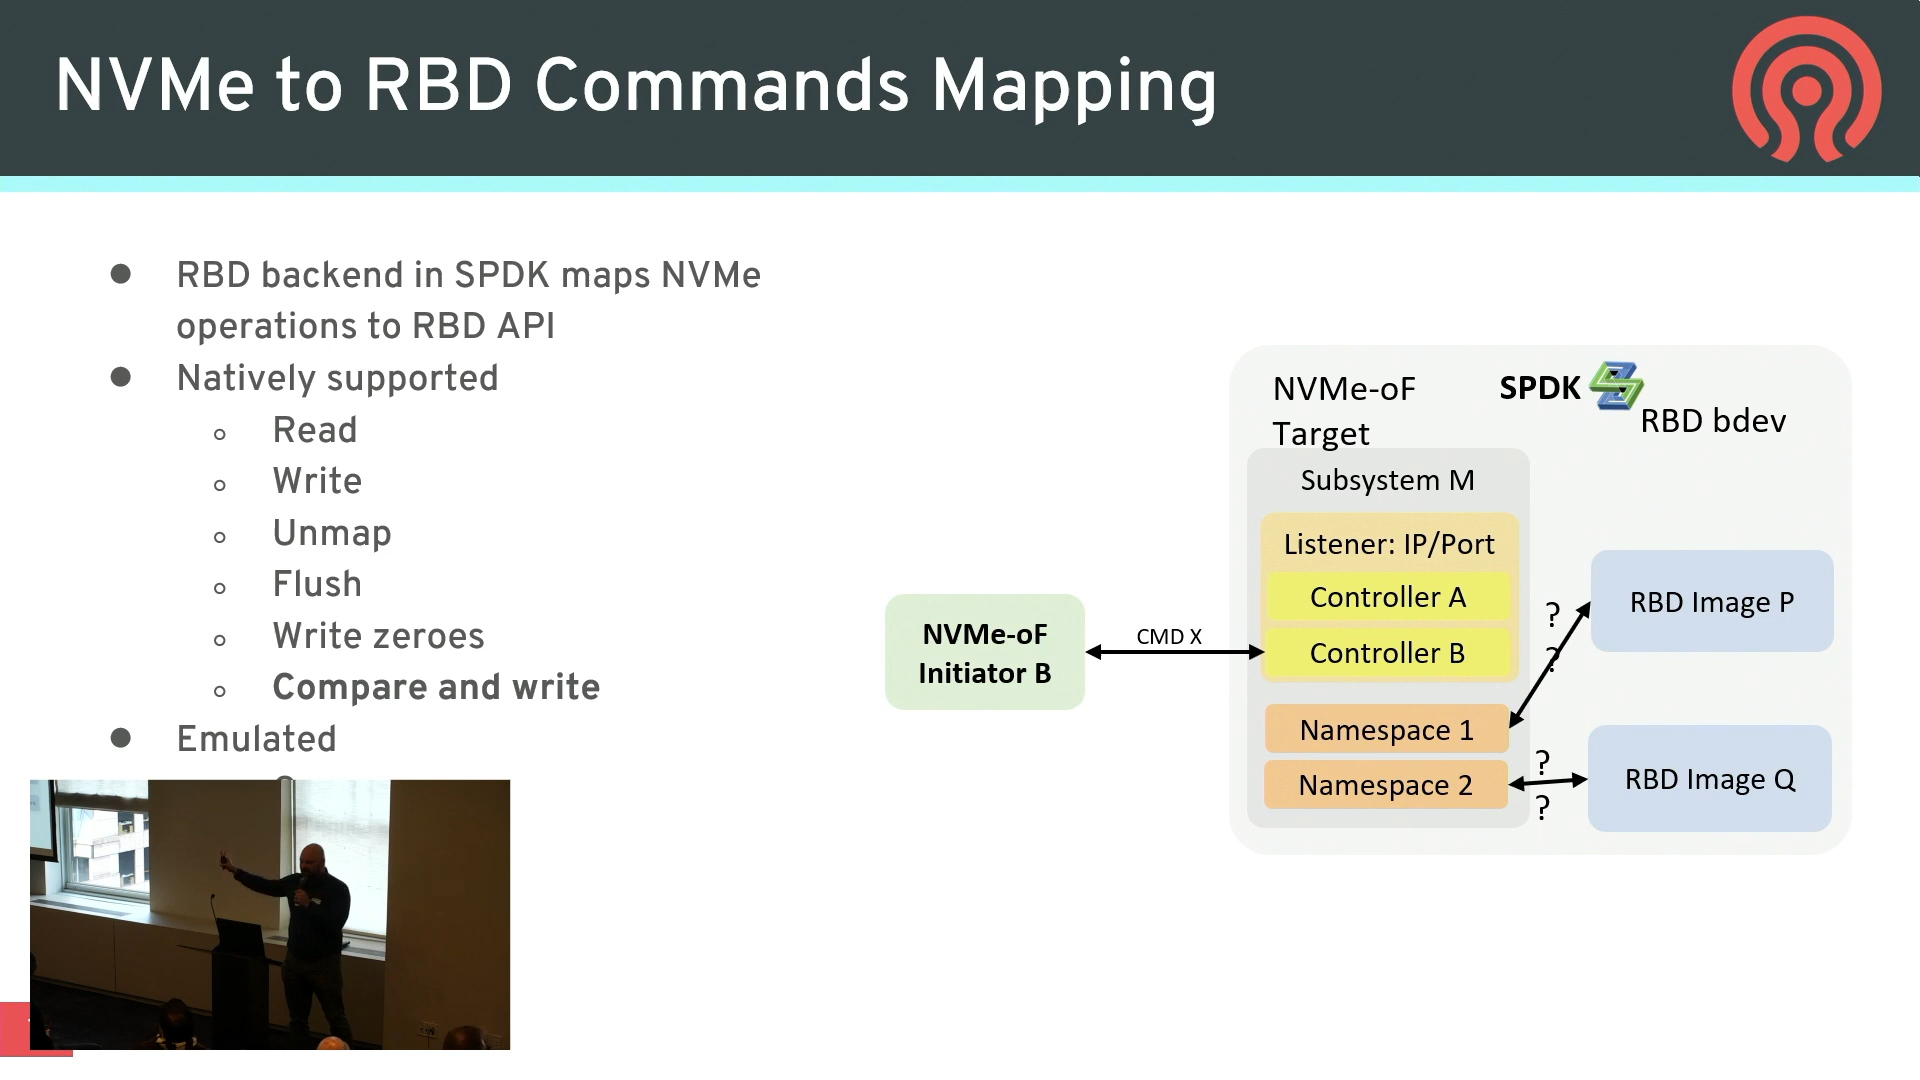 NVMe to RBD Commands Mapping
RBD backend in SPDK maps NVMe
operations to RBD API
Natively supported
Read
Write
Unmap
Flush
Write zeroes
Compare and write
Emulated
NVMe-oF
Target
SPDK
RBD bdev
Subsystem M
Listener: IP/Port
Controller A
Controller B
Namespace 1
Namespace 2
NVMe-oF
Initiator B
CMD X
?
?
?
?
RBD Image P
RBD Image Q